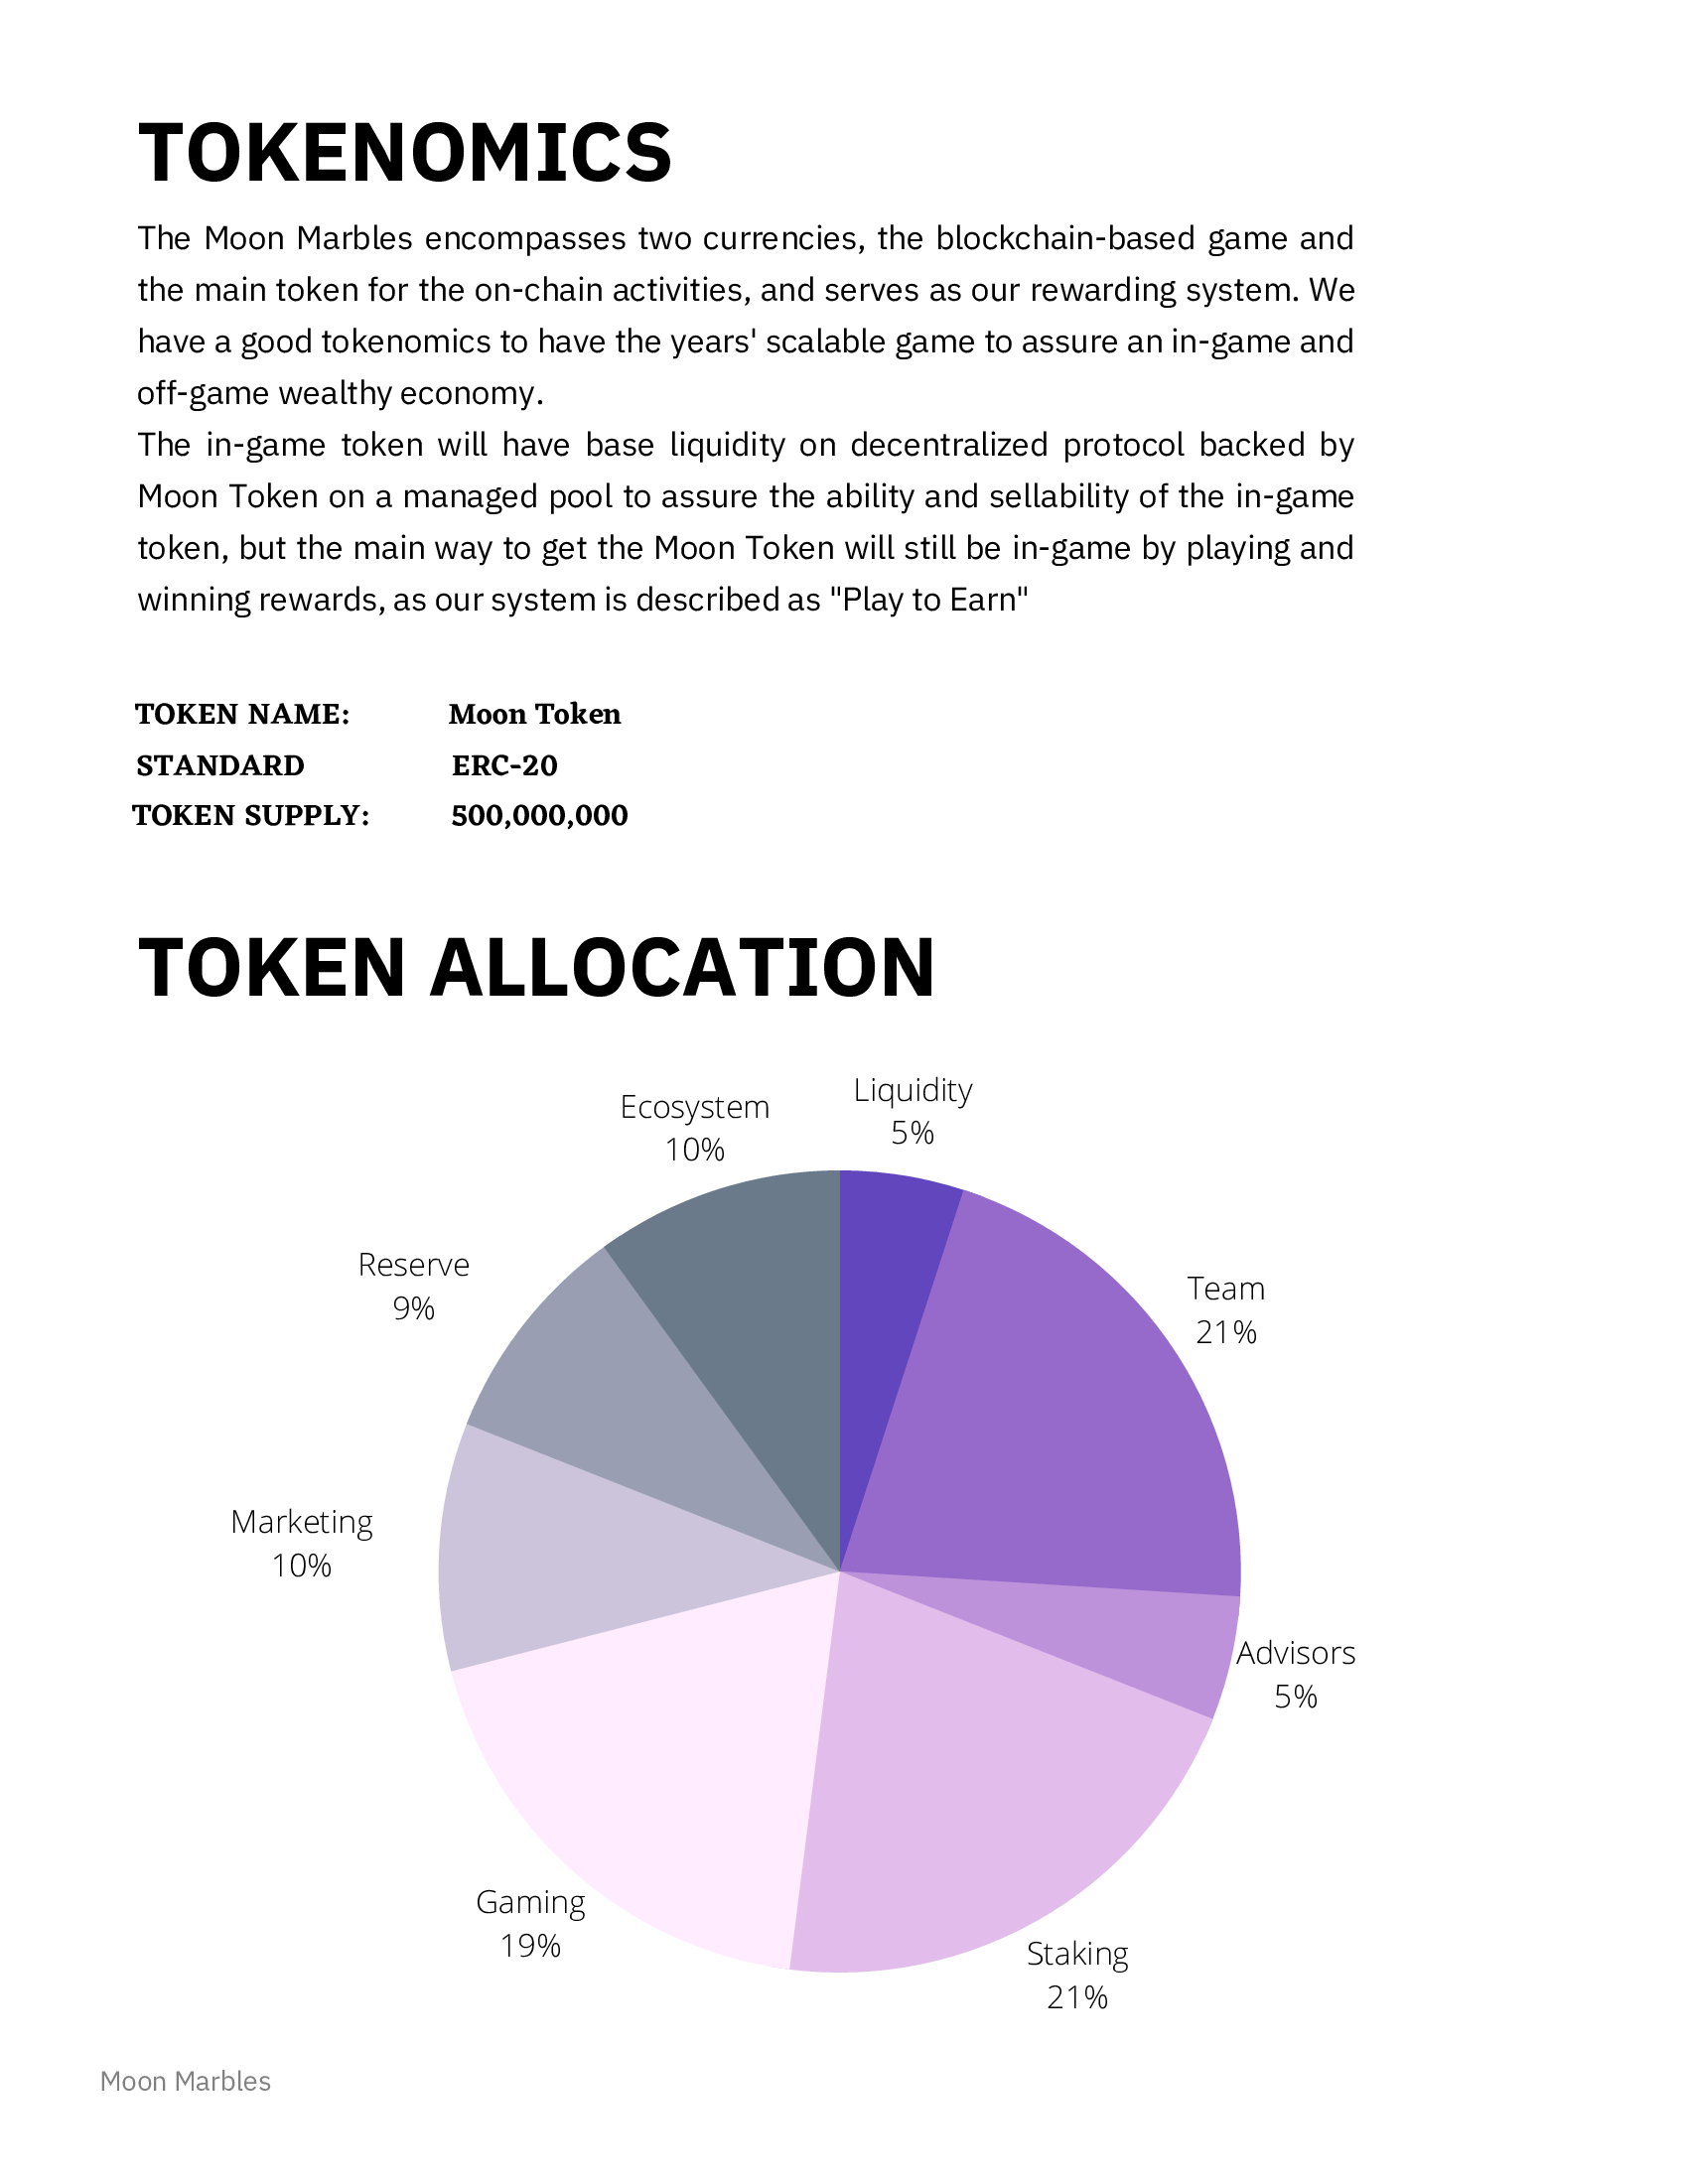 TOKENOMICS
The Moon Marbles encompasses two currencies, the blockchain-based game and
the main token for the on-chain activities, and serves as our rewarding system. We
have a good tokenomics to have the years' scalable game to assure an in-game and
off-game wealthy economy.
The in-game token will have base liquidity on decentralized protocol backed by
Moon Token on a managed pool to assure the ability and sellability of the in-game
token, but the main way to get the Moon Token will still be in-game by playing and
winning rewards, as our system is described as "Play to Earn"
TOKEN NAME: Moon Token
STANDARD ERC-20
TOKEN SUPPLY: 500,000,000
TOKEN ALLOCATION
Liquidity
5%
Team
21%
Advisors
5%
Staking
21%
Gaming
19%
Marketing
10%
Reserve
9%
Ecosystem
10%
Moon Marbles